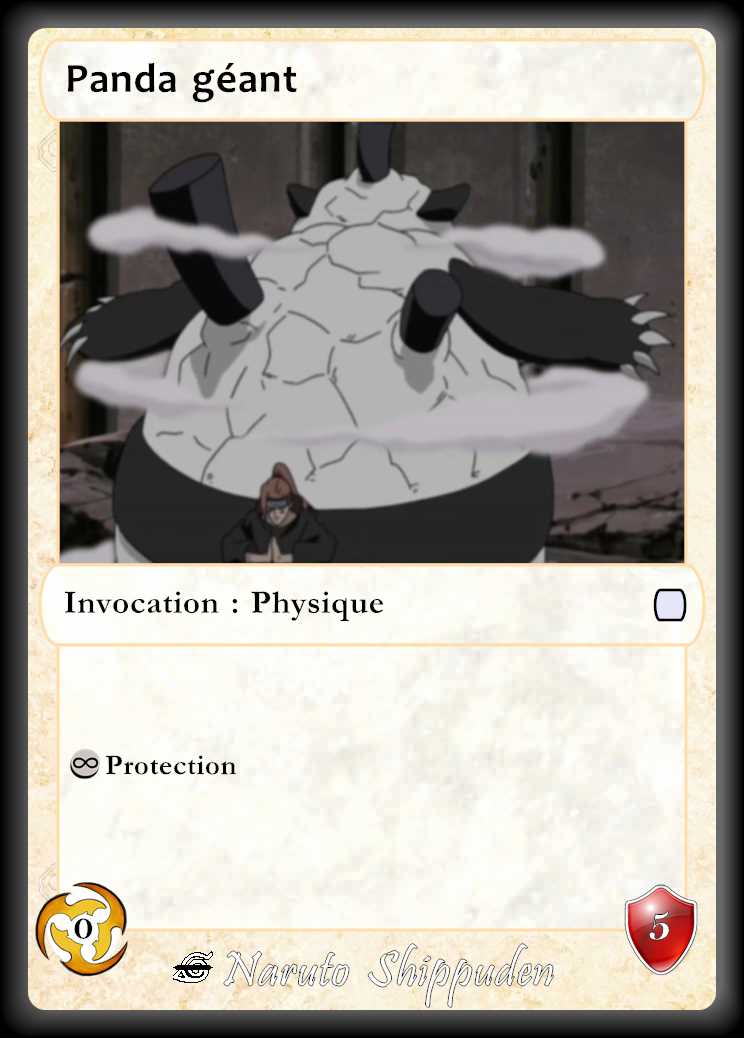 Panda géant
Invocation : Physique
∞ Protection
0
5
Naruto Shippuden